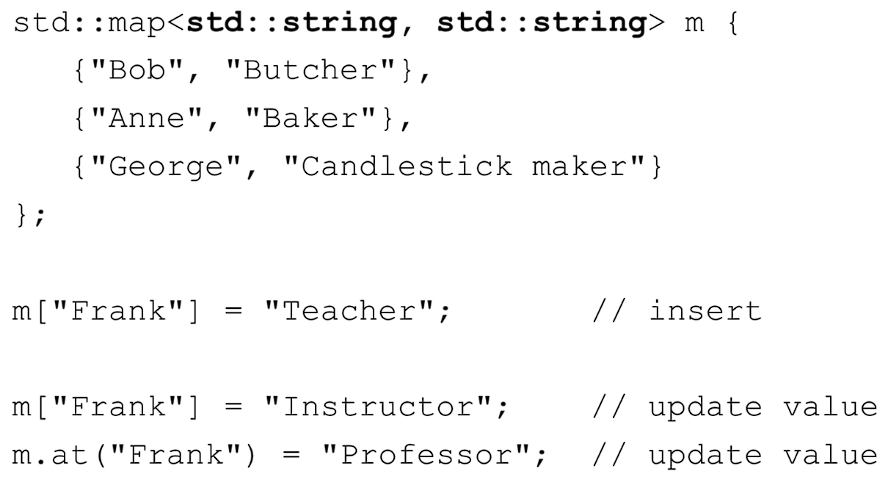 std::map<std::string, std::string> m {
   {"Bob", "Butcher"},
   {"Anne", "Baker"},
   {"George", "Candlestick maker"}
};
m["Frank"] = "Teacher";       // insert
m["Frank"] = "Instructor";    // update value
m.at("Frank") = "Professor";  // update value